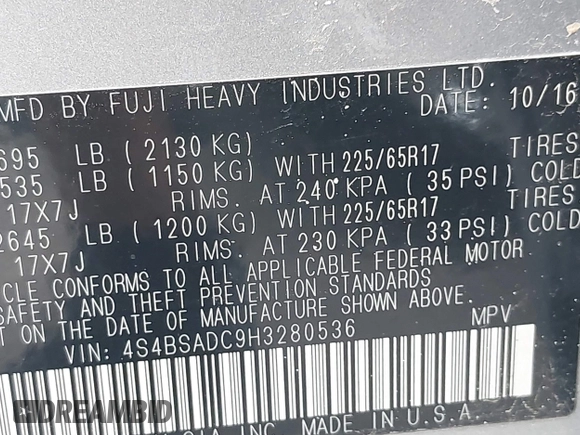 MFD BY FUJI HEAVY INDUSTRIES LTD.
DATE: 10/16
695 LB ( 2130 KG)
535 LB ( 1150 KG) WITH 225/65R17 TIRES
17X7J RIMS. AT 240 KPA ( 35 PSI) COLD
2645 LB ( 1200 KG) WITH 225/65R17 TIRES
17X7J RIMS. AT 230 KPA ( 33 PSI) COLD
CLE CONFORMS TO ALL APPLICABLE FEDERAL MOTOR
SAFETY AND THEFT PREVENTION STANDARDS
T ON THE DATE OF MANUFACTURE SHOWN ABOVE.
VIN: 4S4BSADC9H3280536 MPV
INC. MADE IN U.S.A.
DREAMBID